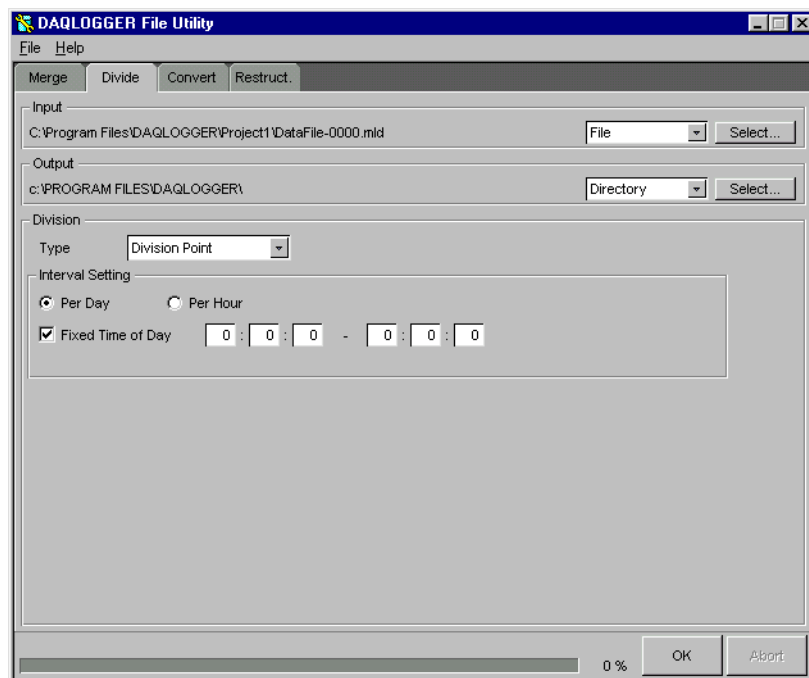 DAQLOGGER File Utility
File Help
Merge Divide Convert Restruct.
Input
C:\Program Files\DAQLOGGER\Project1\DataFile-0000.mld File Select...
Output
c:\PROGRAM FILES\DAQLOGGER\ Directory Select...
Division
Type Division Point
Interval Setting
Per Day Per Hour
Fixed Time of Day 0 : 0 : 0 - 0 : 0 : 0
0 % OK Abort